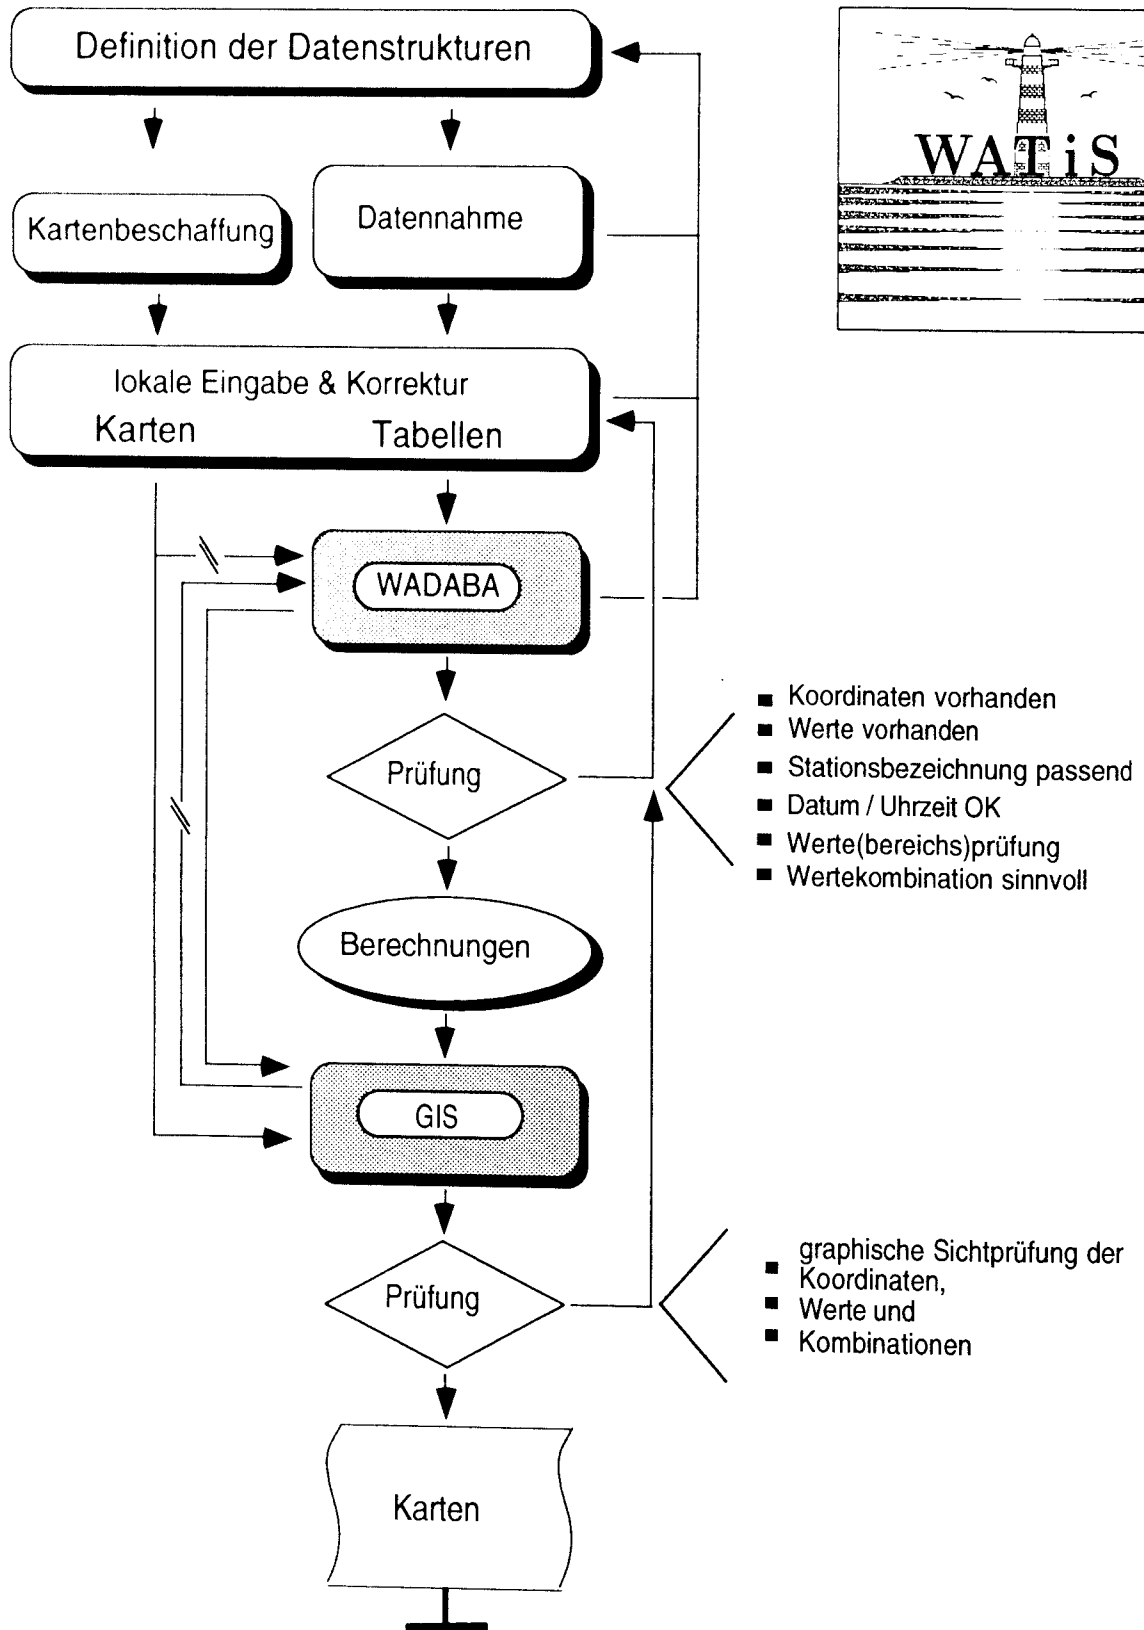 Definition der Datenstrukturen
WATiS
Kartenbeschaffung
Datennahme
lokale Eingabe & Korrektur
Karten Tabellen
WADABA
Prüfung
Koordinaten vorhanden
Werte vorhanden
Stationsbezeichnung passend
Datum / Uhrzeit OK
Werte(bereichs)prüfung
Wertekombination sinnvoll
Berechnungen
GIS
Prüfung
graphische Sichtprüfung der
Koordinaten,
Werte und
Kombinationen
Karten